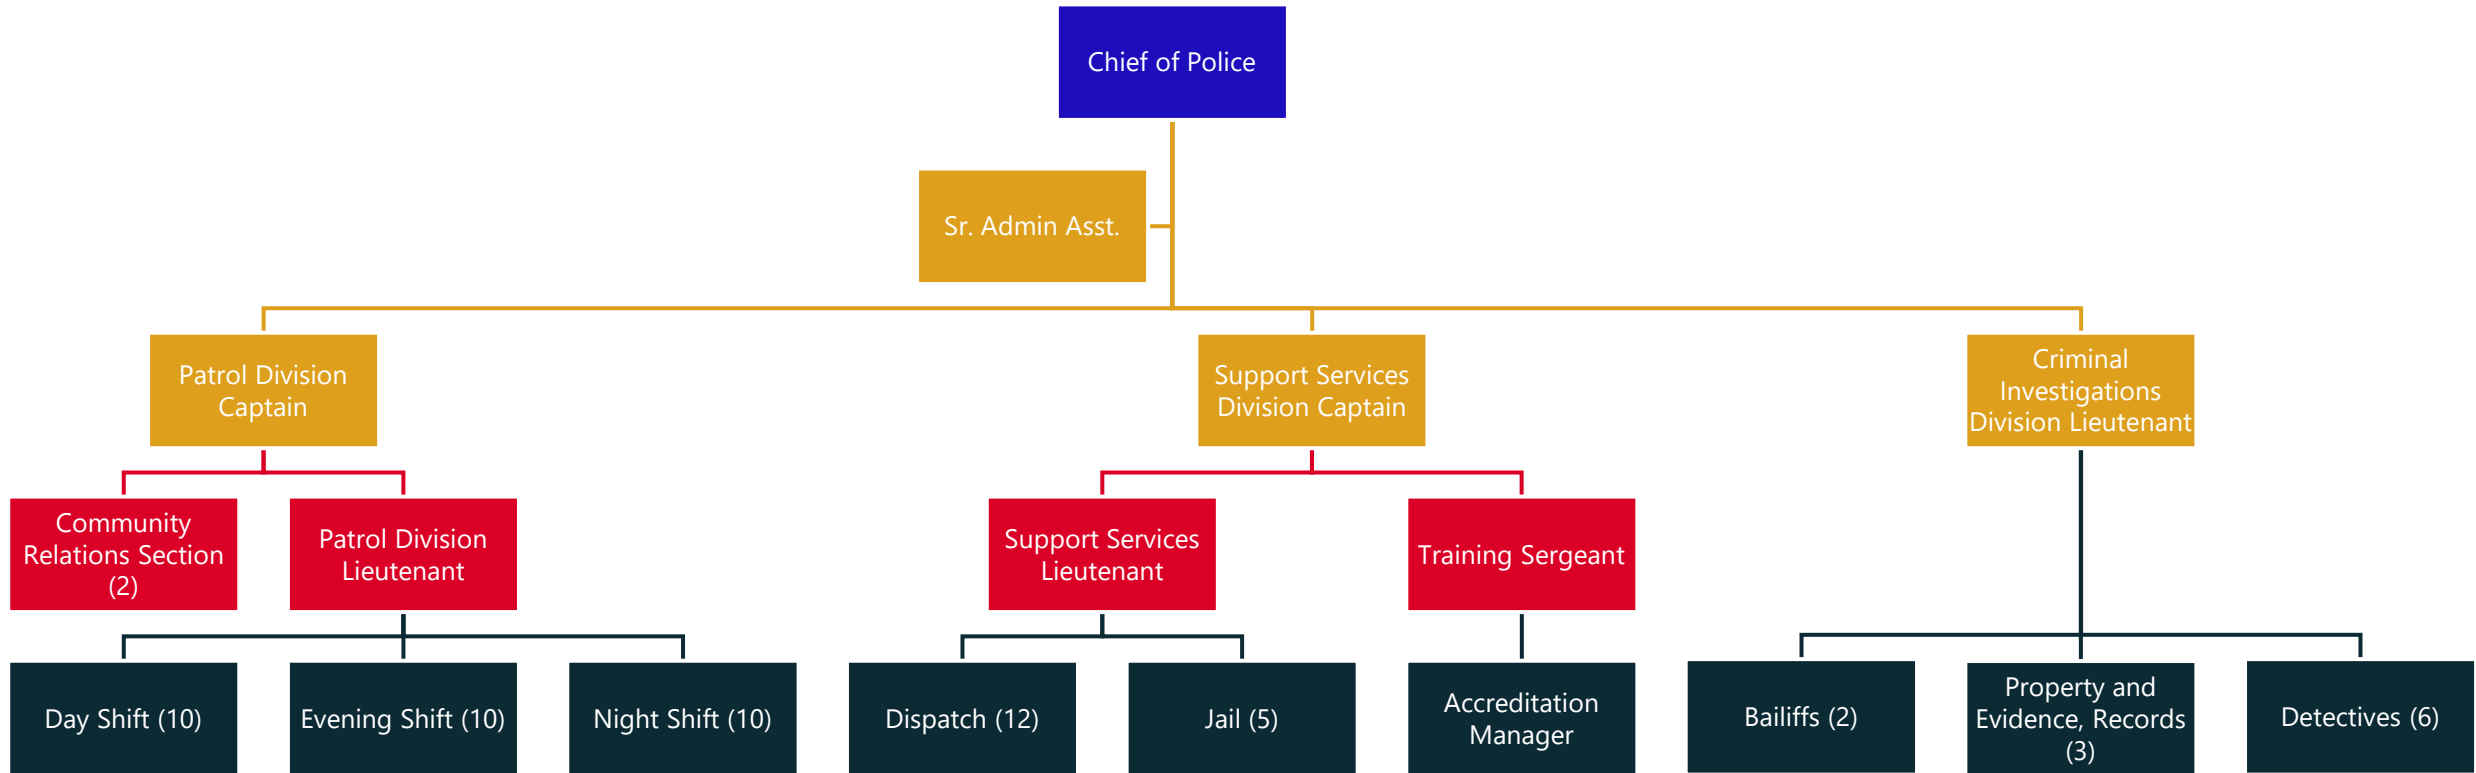 Chief of Police
Sr. Admin Asst.
Patrol Division
Captain
Support Services
Division Captain
Criminal
Investigations
Division Lieutenant
Community
Relations Section
(2)
Patrol Division
Lieutenant
Support Services
Lieutenant
Training Sergeant
Day Shift (10)
Evening Shift (10)
Night Shift (10)
Dispatch (12)
Jail (5)
Accreditation
Manager
Bailiffs (2)
Property and
Evidence, Records
(3)
Detectives (6)